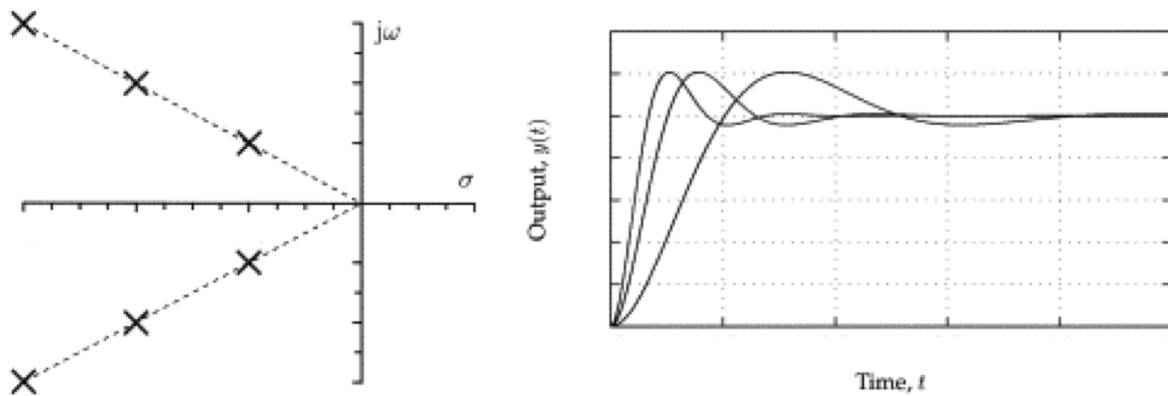 jω
σ
Output, y(t)
Time, t